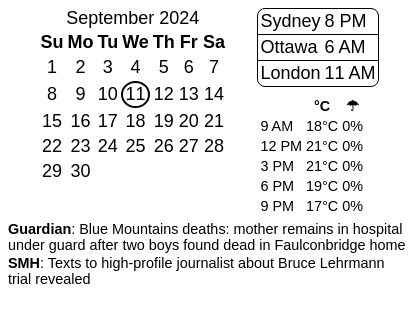 September 2024
Su Mo Tu We Th Fr Sa
1 2 3 4 5 6 7
8 9 10 11 12 13 14
15 16 17 18 19 20 21
22 23 24 25 26 27 28
29 30
Sydney 8 PM
Ottawa 6 AM
London 11 AM
°C ☂
9 AM 18°C 0%
12 PM 21°C 0%
3 PM 21°C 0%
6 PM 19°C 0%
9 PM 17°C 0%
Guardian: Blue Mountains deaths: mother remains in hospital
under guard after two boys found dead in Faulconbridge home
SMH: Texts to high-profile journalist about Bruce Lehrmann
trial revealed